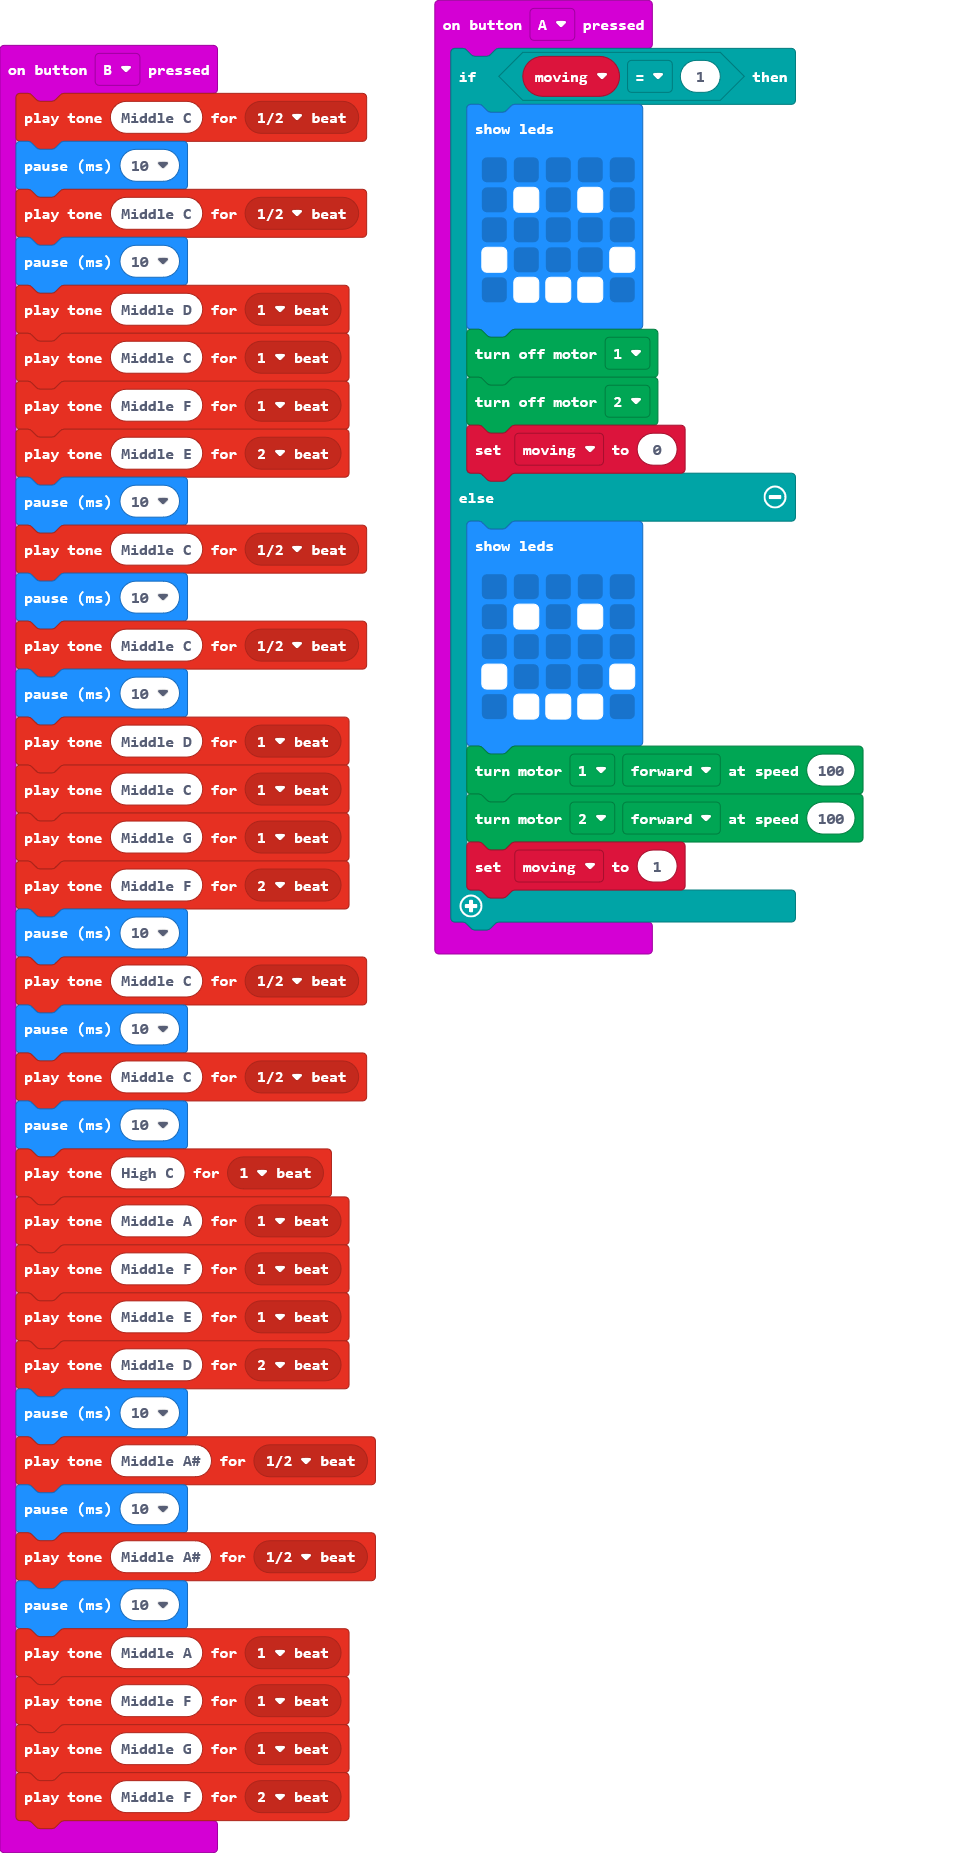 on button B pressed
play tone Middle C for 1/2 beat
pause (ms) 10
play tone Middle C for 1/2 beat
pause (ms) 10
play tone Middle D for 1 beat
play tone Middle C for 1 beat
play tone Middle F for 1 beat
play tone Middle E for 2 beat
pause (ms) 10
play tone Middle C for 1/2 beat
pause (ms) 10
play tone Middle C for 1/2 beat
pause (ms) 10
play tone Middle D for 1 beat
play tone Middle C for 1 beat
play tone Middle G for 1 beat
play tone Middle F for 2 beat
pause (ms) 10
play tone Middle C for 1/2 beat
pause (ms) 10
play tone Middle C for 1/2 beat
pause (ms) 10
play tone High C for 1 beat
play tone Middle A for 1 beat
play tone Middle F for 1 beat
play tone Middle E for 1 beat
play tone Middle D for 2 beat
pause (ms) 10
play tone Middle A# for 1/2 beat
pause (ms) 10
play tone Middle A# for 1/2 beat
pause (ms) 10
play tone Middle A for 1 beat
play tone Middle F for 1 beat
play tone Middle G for 1 beat
play tone Middle F for 2 beat
on button A pressed
if moving = 1 then
show leds
turn off motor 1
turn off motor 2
set moving to 0
else
show leds
turn motor 1 forward at speed 100
turn motor 2 forward at speed 100
set moving to 1